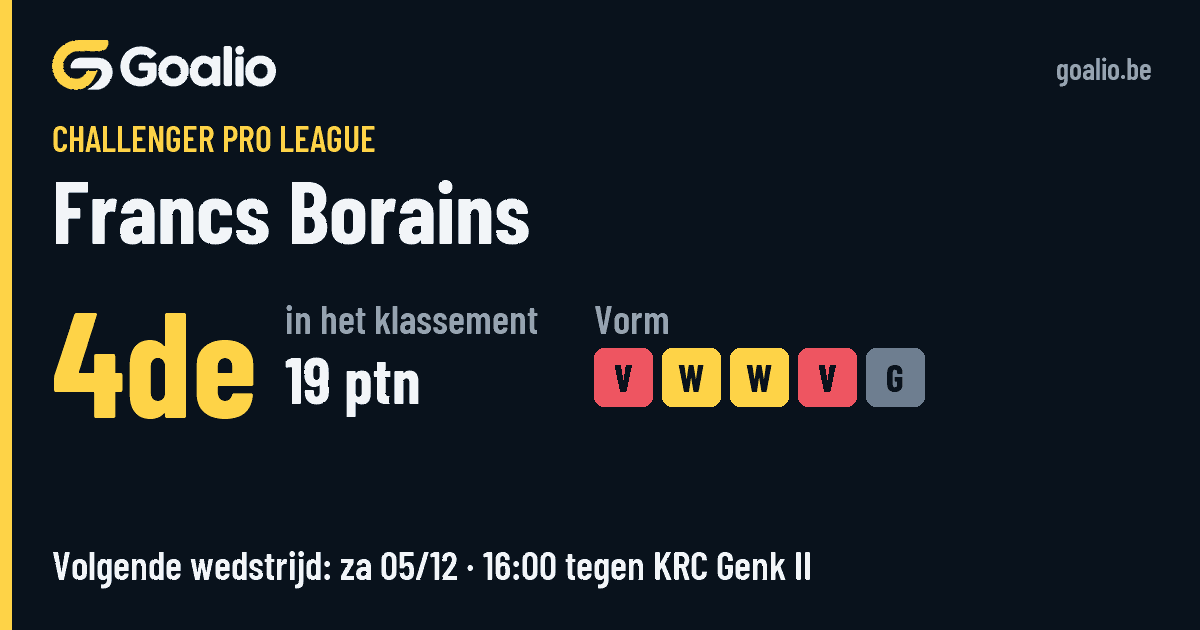 Goalio
goalio.be
CHALLENGER PRO LEAGUE
Francs Borains
4de
in het klassement
19 ptn
Vorm
V W W V G
Volgende wedstrijd: za 05/12 · 16:00 tegen KRC Genk II